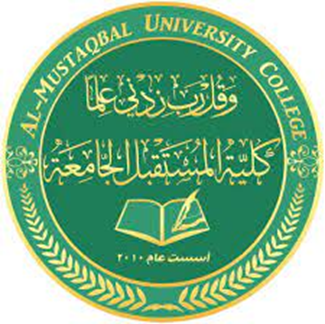 AL-MUSTAQBAL UNIVERSITY COLLEGE
وقل رب زدني علما
كلية المستقبل الجامعة
اسست عام ٢٠١٠